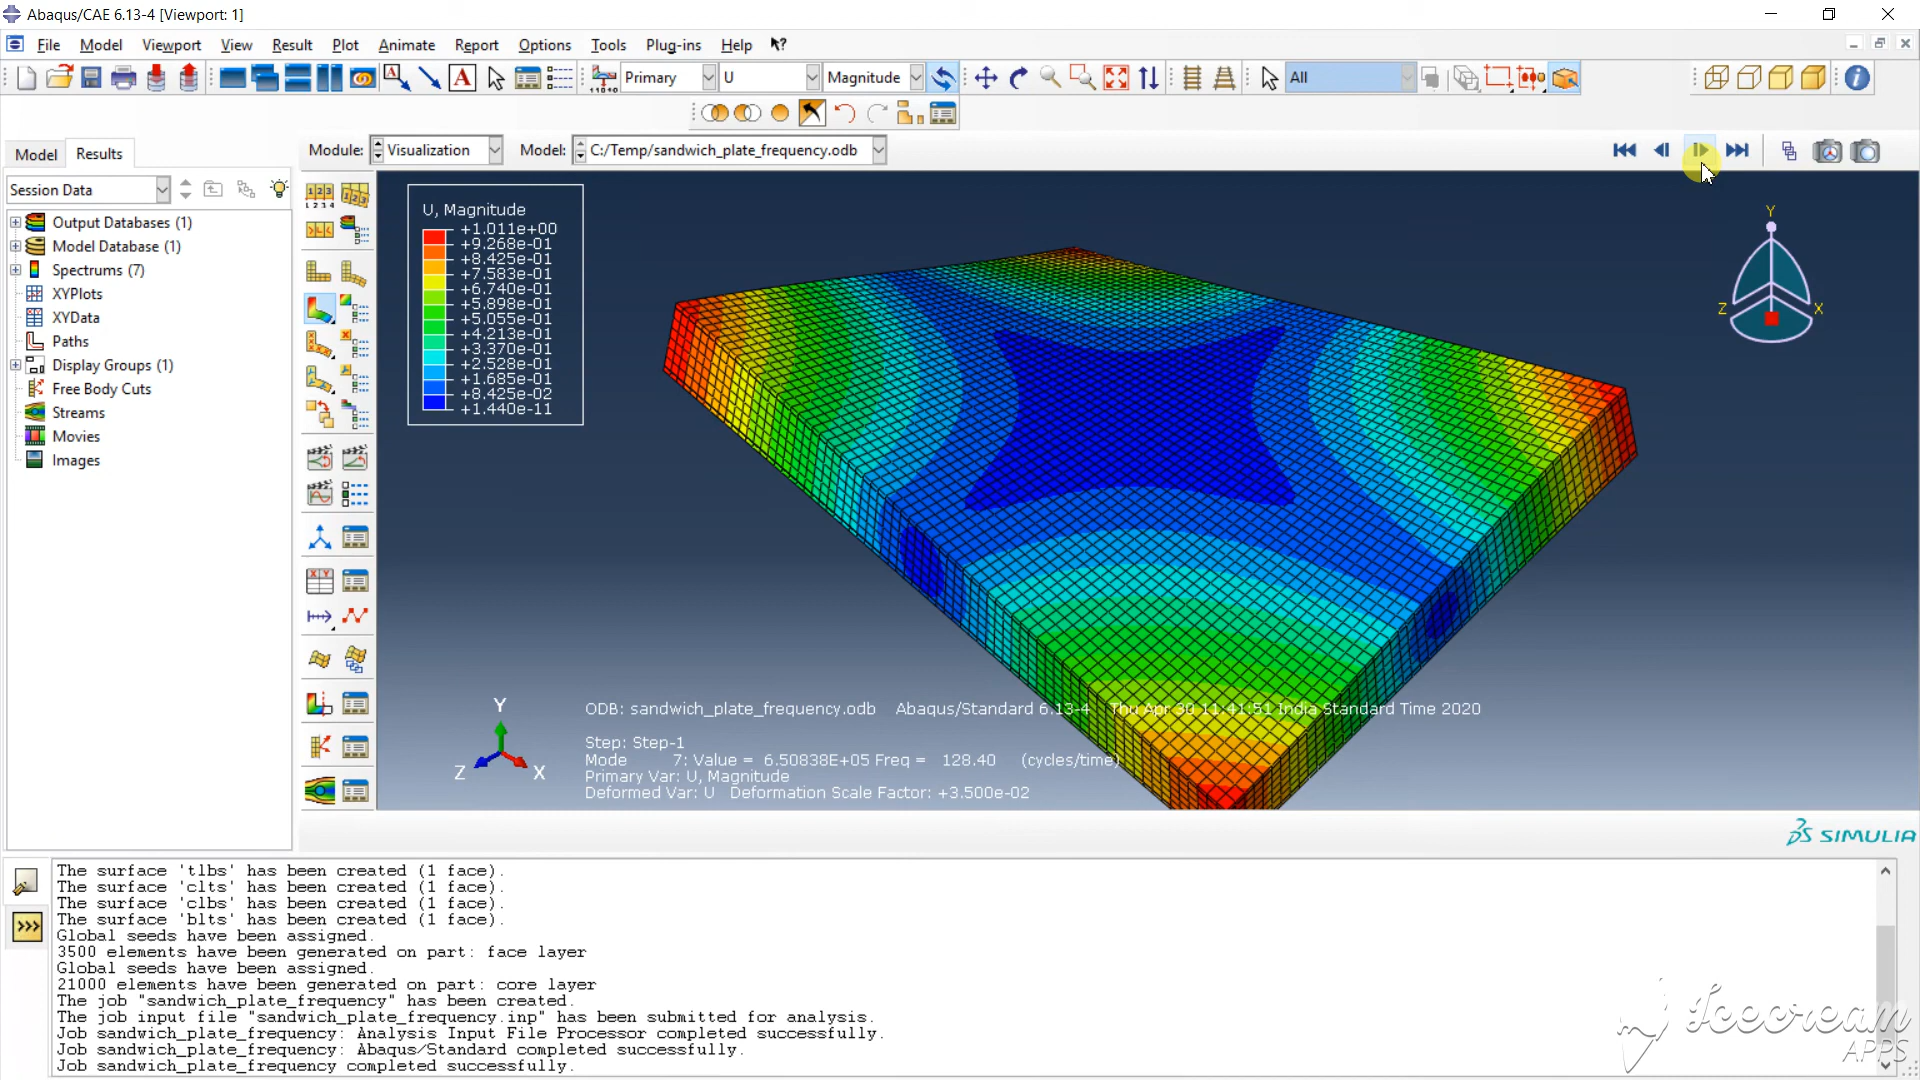 Abaqus/CAE 6.13-4 [Viewport: 1]
File Model Viewport View Result Plot Animate Report Options Tools Plug-ins Help
Primary U Magnitude All
Model Results
Module: Visualization Model: C:/Temp/sandwich_plate_frequency.odb
Session Data
Output Databases (1)
Model Database (1)
Spectrums (7)
XYPlots
XYData
Paths
Display Groups (1)
Free Body Cuts
Streams
Movies
Images
U, Magnitude
+1.011e+00
+9.268e-01
+8.425e-01
+7.583e-01
+6.740e-01
+5.898e-01
+5.055e-01
+4.213e-01
+3.370e-01
+2.528e-01
+1.685e-01
+8.425e-02
+1.440e-11
Y
Z X
Y
Z X
ODB: sandwich_plate_frequency.odb Abaqus/Standard 6.13-4 Thu Apr 30 11:41:51 India Standard Time 2020
Step: Step-1
Mode 7: Value = 6.50838E+05 Freq = 128.40 (cycles/time)
Primary Var: U, Magnitude
Deformed Var: U Deformation Scale Factor: +3.500e-02
SIMULIA
The surface 'tlbs' has been created (1 face).
The surface 'clts' has been created (1 face).
The surface 'clbs' has been created (1 face).
The surface 'blts' has been created (1 face).
Global seeds have been assigned.
3500 elements have been generated on part: face layer
Global seeds have been assigned.
21000 elements have been generated on part: core layer
The job "sandwich_plate_frequency" has been created.
The job input file "sandwich_plate_frequency.inp" has been submitted for analysis.
Job sandwich_plate_frequency: Analysis Input File Processor completed successfully.
Job sandwich_plate_frequency: Abaqus/Standard completed successfully.
Job sandwich_plate_frequency completed successfully.
Icecream
APPS